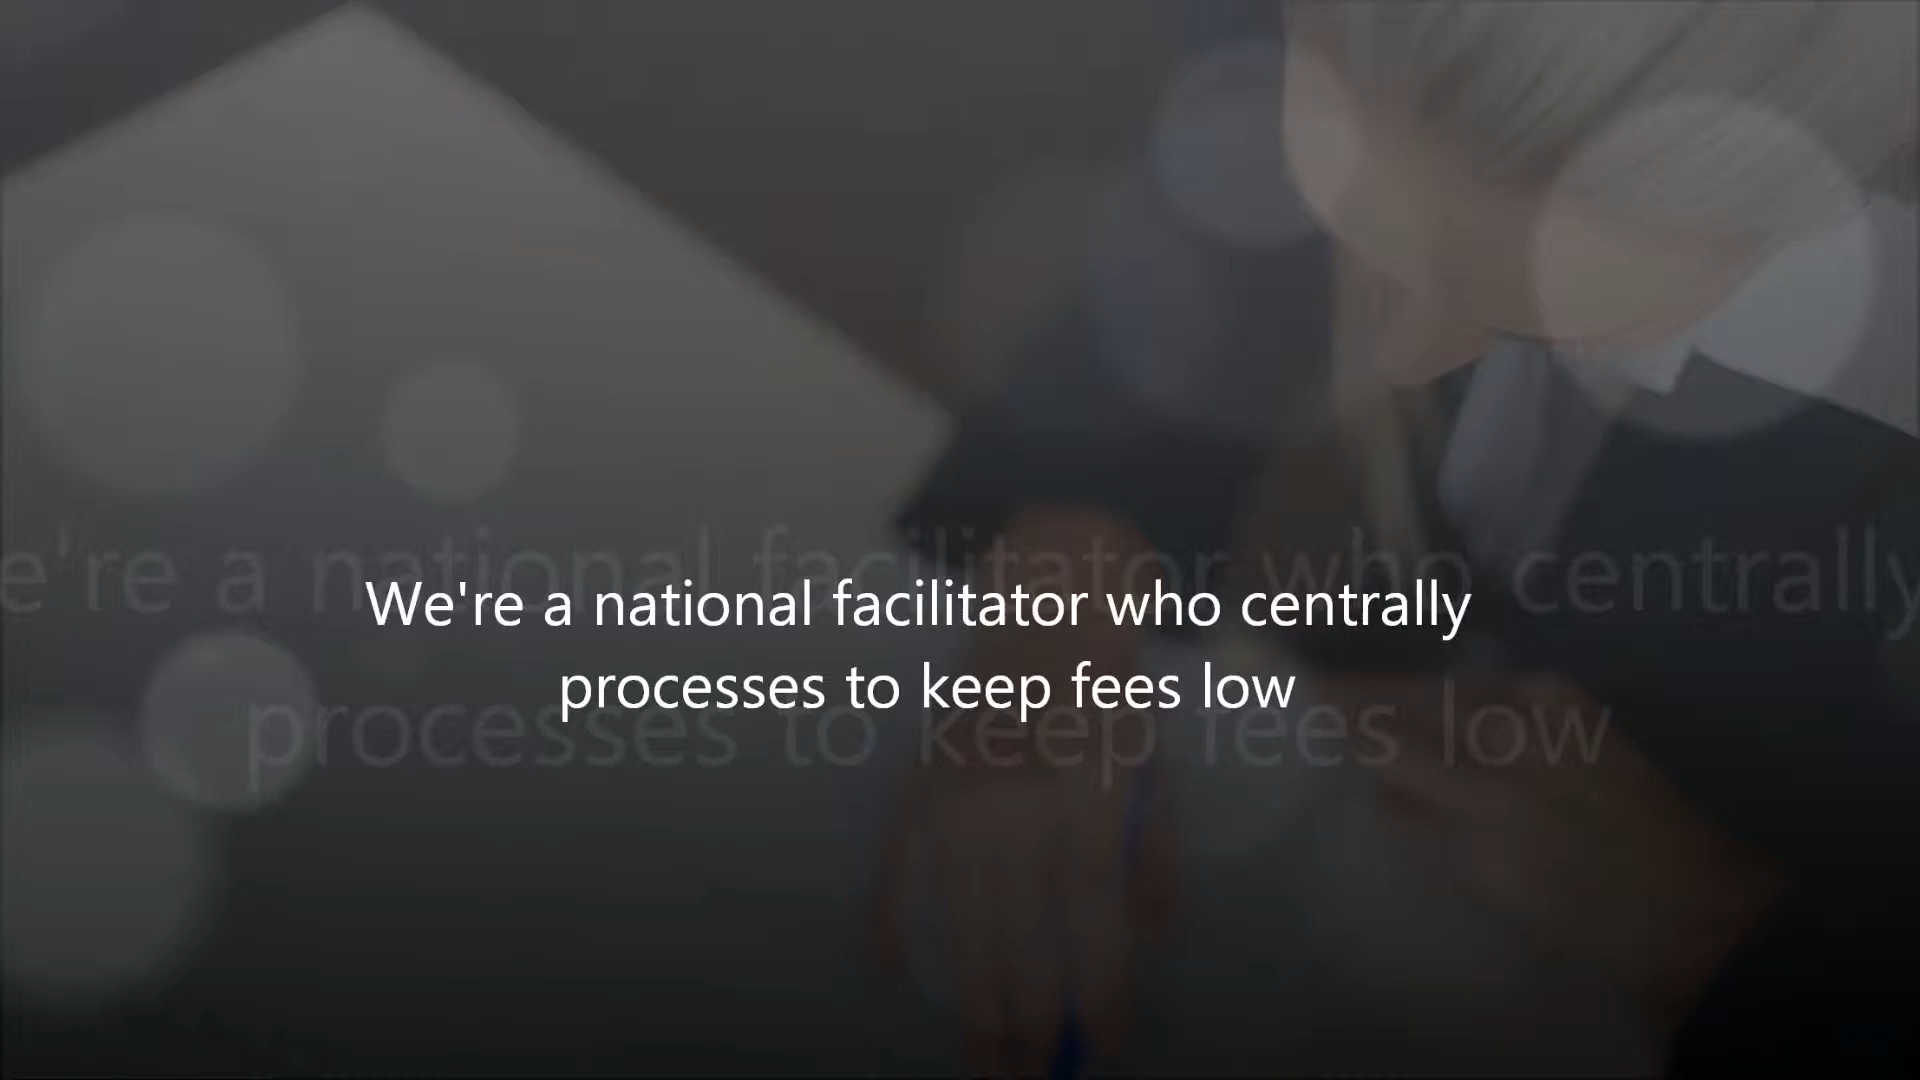 We're a national facilitator who centrally
processes to keep fees low